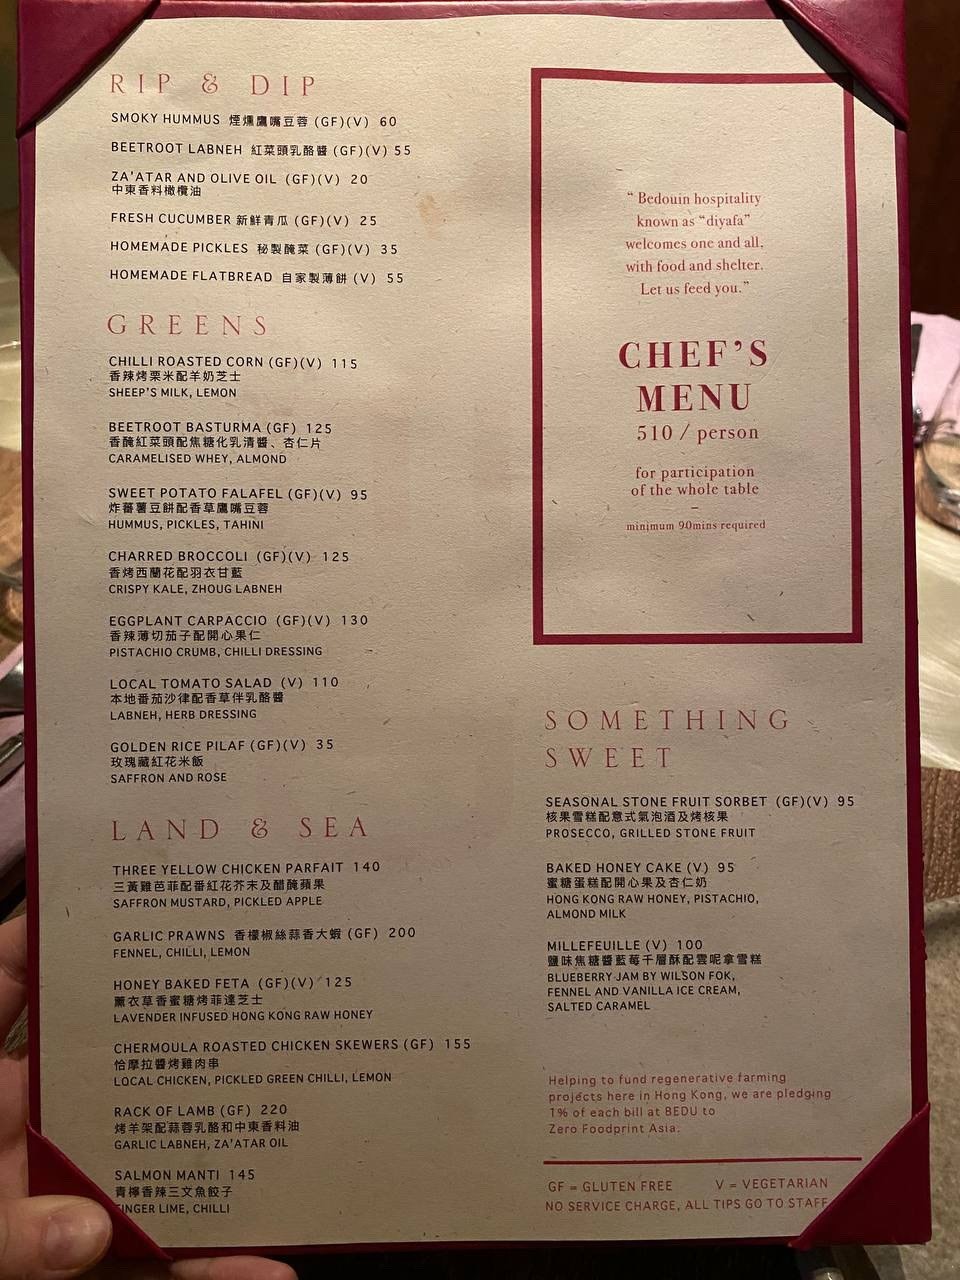 RIP & DIP
SMOKY HUMMUS 煙燻鷹嘴豆蓉 (GF)(V) 60
BEETROOT LABNEH 紅菜頭乳酪醬 (GF)(V) 55
ZA'ATAR AND OLIVE OIL (GF)(V) 20
中東香料橄欖油
FRESH CUCUMBER 新鮮青瓜 (GF)(V) 25
HOMEMADE PICKLES 秘製醃菜 (GF)(V) 35
HOMEMADE FLATBREAD 自家製薄餅 (V) 55
GREENS
CHILLI ROASTED CORN (GF)(V) 115
香辣烤粟米配羊奶芝士
SHEEP'S MILK, LEMON
BEETROOT BASTURMA (GF) 125
香醃紅菜頭配焦糖化乳清醬、杏仁片
CARAMELISED WHEY, ALMOND
SWEET POTATO FALAFEL (GF)(V) 95
炸蕃薯豆餅配香草鷹嘴豆蓉
HUMMUS, PICKLES, TAHINI
CHARRED BROCCOLI (GF)(V) 125
香烤西蘭花配羽衣甘藍
CRISPY KALE, ZHOUG LABNEH
EGGPLANT CARPACCIO (GF)(V) 130
香辣薄切茄子配開心果仁
PISTACHIO CRUMB, CHILLI DRESSING
LOCAL TOMATO SALAD (V) 110
本地番茄沙律配香草伴乳酪醬
LABNEH, HERB DRESSING
GOLDEN RICE PILAF (GF)(V) 35
玫瑰藏紅花米飯
SAFFRON AND ROSE
LAND & SEA
THREE YELLOW CHICKEN PARFAIT 140
三黃雞芭菲配番紅花芥末及醋醃蘋果
SAFFRON MUSTARD, PICKLED APPLE
GARLIC PRAWNS 香檬椒絲蒜香大蝦 (GF) 200
FENNEL, CHILLI, LEMON
HONEY BAKED FETA (GF)(V) 125
薰衣草香蜜糖烤菲達芝士
LAVENDER INFUSED HONG KONG RAW HONEY
CHERMOULA ROASTED CHICKEN SKEWERS (GF) 155
恰摩拉醬烤雞肉串
LOCAL CHICKEN, PICKLED GREEN CHILLI, LEMON
RACK OF LAMB (GF) 220
烤羊架配蒜蓉乳酪和中東香料油
GARLIC LABNEH, ZA'ATAR OIL
SALMON MANTI 145
青檸香辣三文魚餃子
FINGER LIME, CHILLI
“ Bedouin hospitality
known as “diyafa”
welcomes one and all,
with food and shelter.
Let us feed you.”
CHEF'S
MENU
510 / person
for participation
of the whole table
–
minimum 90mins required
SOMETHING
SWEET
SEASONAL STONE FRUIT SORBET (GF)(V) 95
核果雪糕配意式氣泡酒及烤核果
PROSECCO, GRILLED STONE FRUIT
BAKED HONEY CAKE (V) 95
蜜糖蛋糕配開心果及杏仁奶
HONG KONG RAW HONEY, PISTACHIO,
ALMOND MILK
MILLEFEUILLE (V) 100
鹽味焦糖醬藍莓千層酥配雲呢拿雪糕
BLUEBERRY JAM BY WILSON FOK,
FENNEL AND VANILLA ICE CREAM,
SALTED CARAMEL
Helping to fund regenerative farming
projects here in Hong Kong, we are pledging
1% of each bill at BEDU to
Zero Foodprint Asia.
GF = GLUTEN FREE V = VEGETARIAN
NO SERVICE CHARGE, ALL TIPS GO TO STAFF